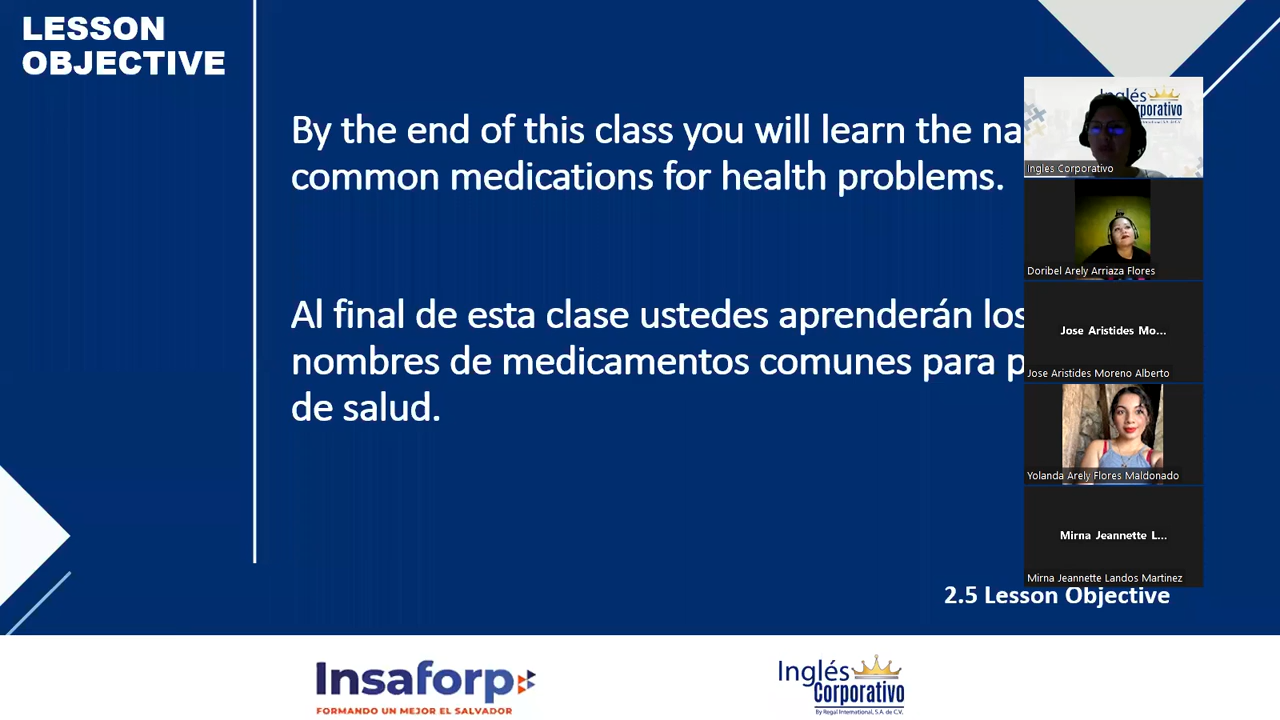 LESSON
OBJECTIVE
By the end of this class you will learn the
common medications for health problems.
Al final de esta clase ustedes aprenderán los
nombres de medicamentos comunes para
de salud.
Inglés
Corporativo
Ingles Corporativo
Doribel Arely Arriaza Flores
Jose Aristides Mo...
Jose Aristides Moreno Alberto
Yolanda Arely Flores Maldonado
Mirna Jeannette L...
Mirna Jeannette Landos Martinez
2.5 Lesson Objective
Insaforp
FORMANDO UN MEJOR EL SALVADOR
Inglés
Corporativo
By Regal International, S.A. de C.V.